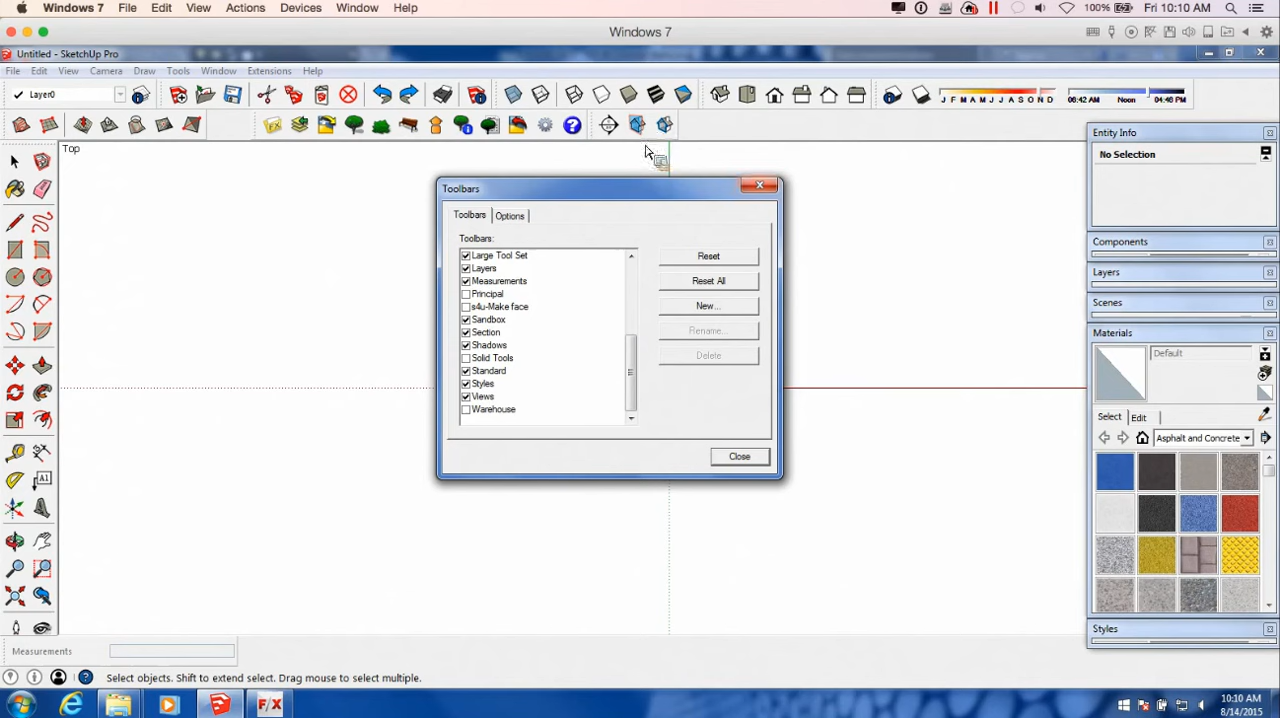 Windows 7 File Edit View Actions Devices Window Help 100% Fri 10:10 AM
Windows 7
Untitled - SketchUp Pro
File Edit View Camera Draw Tools Window Extensions Help
Layer0 J F M A M J J A S O N D 06:42 AM Noon 04:46 PM
Top
Entity Info
No Selection
Toolbars
Toolbars Options
Toolbars:
Large Tool Set
Layers
Measurements
Principal
s4u-Make face
Sandbox
Section
Shadows
Solid Tools
Standard
Styles
Views
Warehouse
Reset
Reset All
New...
Rename...
Delete
Close
Components
Layers
Scenes
Materials
Default
Select Edit
Asphalt and Concrete
Styles
A1
Measurements
Select objects. Shift to extend select. Drag mouse to select multiple.
F/X
10:10 AM
8/14/2015